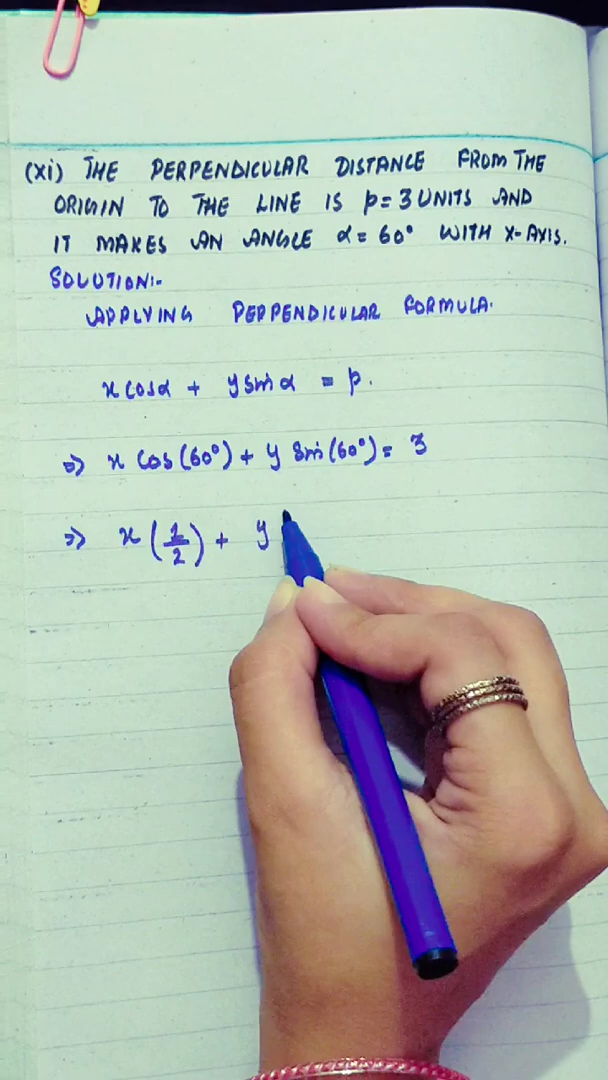 (xi) THE PERPENDICULAR DISTANCE FROM THE
ORIGIN TO THE LINE IS p=3 UNITS AND
IT MAKES AN ANGLE α=60° WITH X-AXIS.
SOLUTION:-
APPLYING PERPENDICULAR FORMULA.
x cosα + y sinα = p.
⇒ x cos(60°) + y sin(60°) = 3
⇒ x(1/2) + y